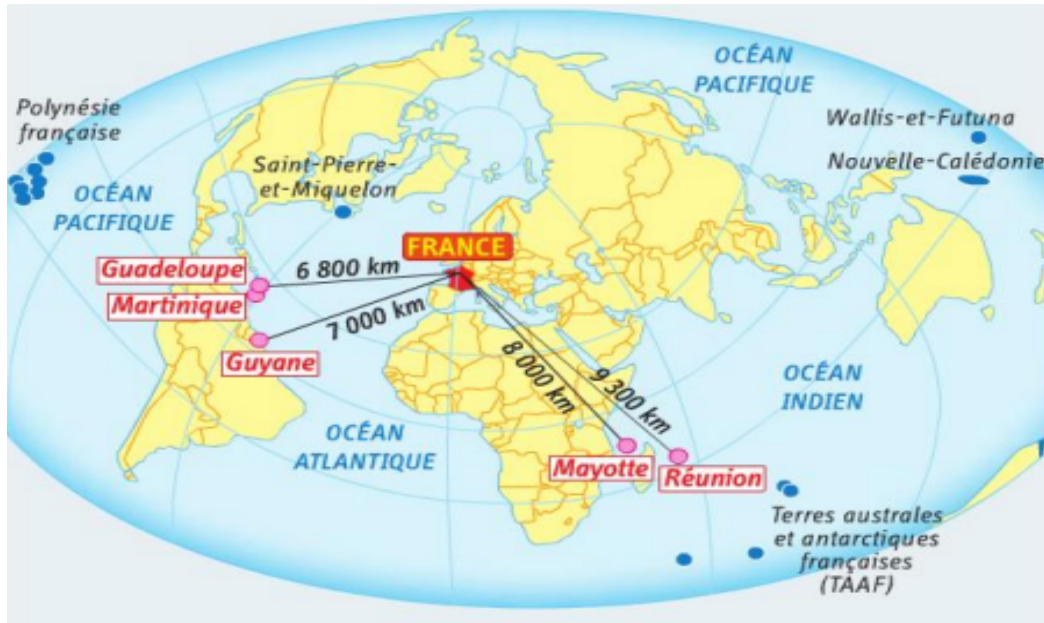 OCÉAN
PACIFIQUE
Polynésie
française
Wallis-et-Futuna
Saint-Pierre-
et-Miquelon
Nouvelle-Calédonie
OCÉAN
PACIFIQUE
FRANCE
Guadeloupe
6 800 km
Martinique
7 000 km
Guyane
8 000 km
9 300 km
OCÉAN
INDIEN
OCÉAN
ATLANTIQUE
Mayotte
Réunion
Terres australes
et antarctiques
françaises
(TAAF)